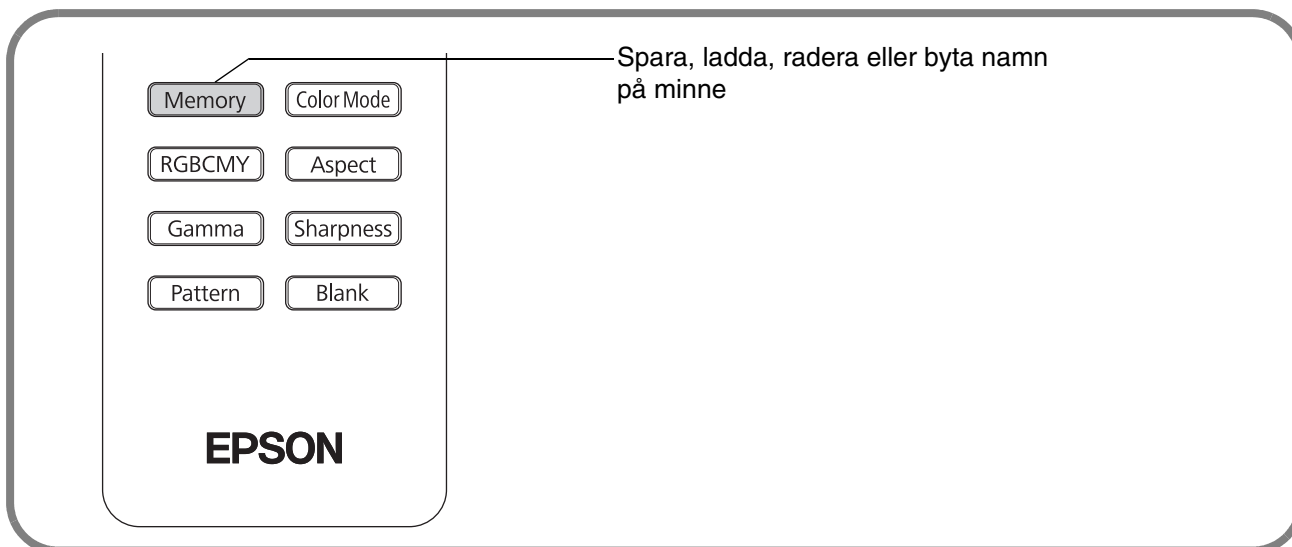 Spara, ladda, radera eller byta namn
på minne
Memory
Color Mode
RGBCMY
Aspect
Gamma
Sharpness
Pattern
Blank
EPSON